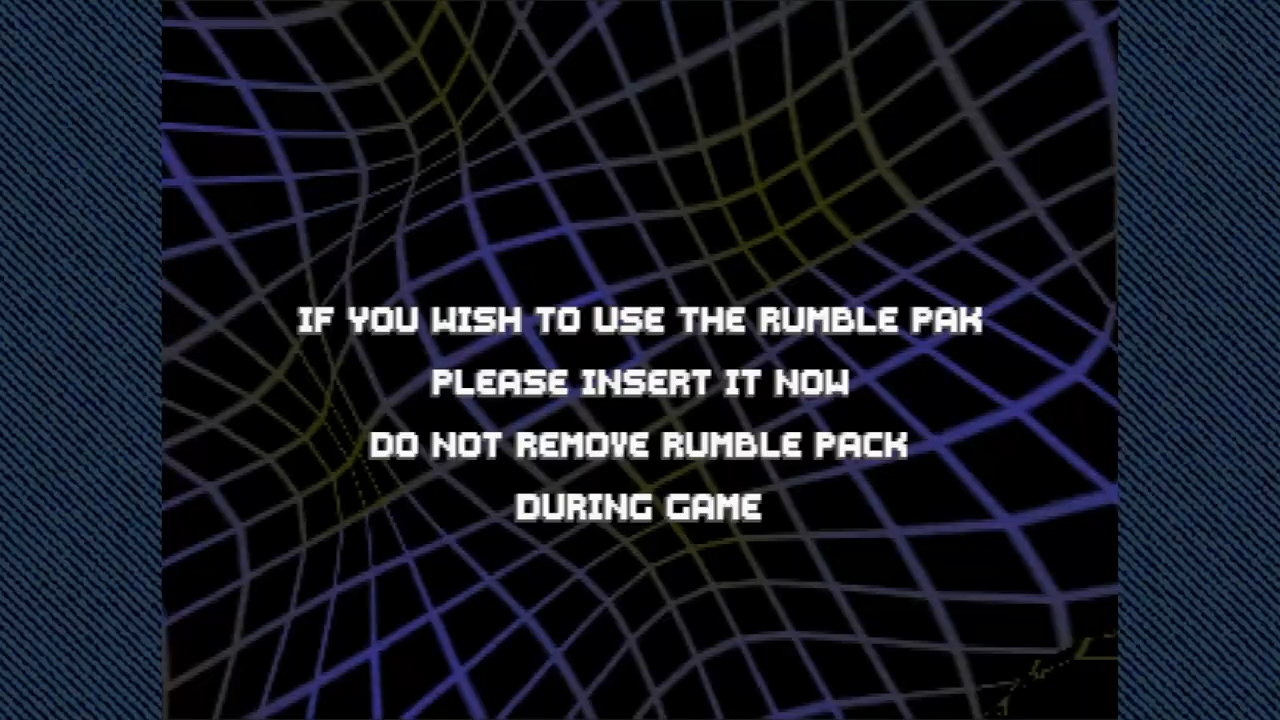 IF YOU WISH TO USE THE RUMBLE PAK
PLEASE INSERT IT NOW
DO NOT REMOVE RUMBLE PACK
DURING GAME